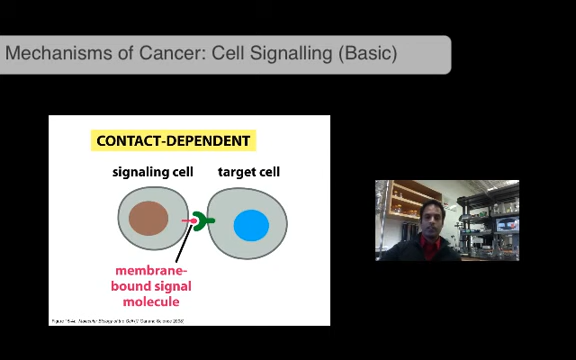 Mechanisms of Cancer: Cell Signalling (Basic)
CONTACT-DEPENDENT
signaling cell target cell
membrane-
bound signal
molecule